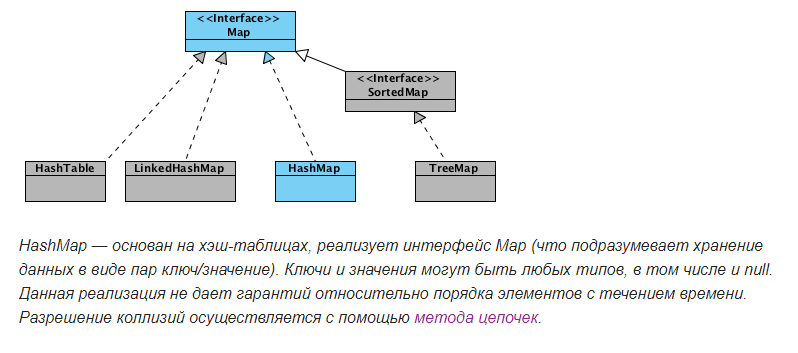 <<Interface>>
Map
<<Interface>>
SortedMap
HashTable
LinkedHashMap
HashMap
TreeMap
HashMap — основан на хэш-таблицах, реализует интерфейс Map (что подразумевает хранение
данных в виде пар ключ/значение). Ключи и значения могут быть любых типов, в том числе и null.
Данная реализация не дает гарантий относительно порядка элементов с течением времени.
Разрешение коллизий осуществляется с помощью метода цепочек.